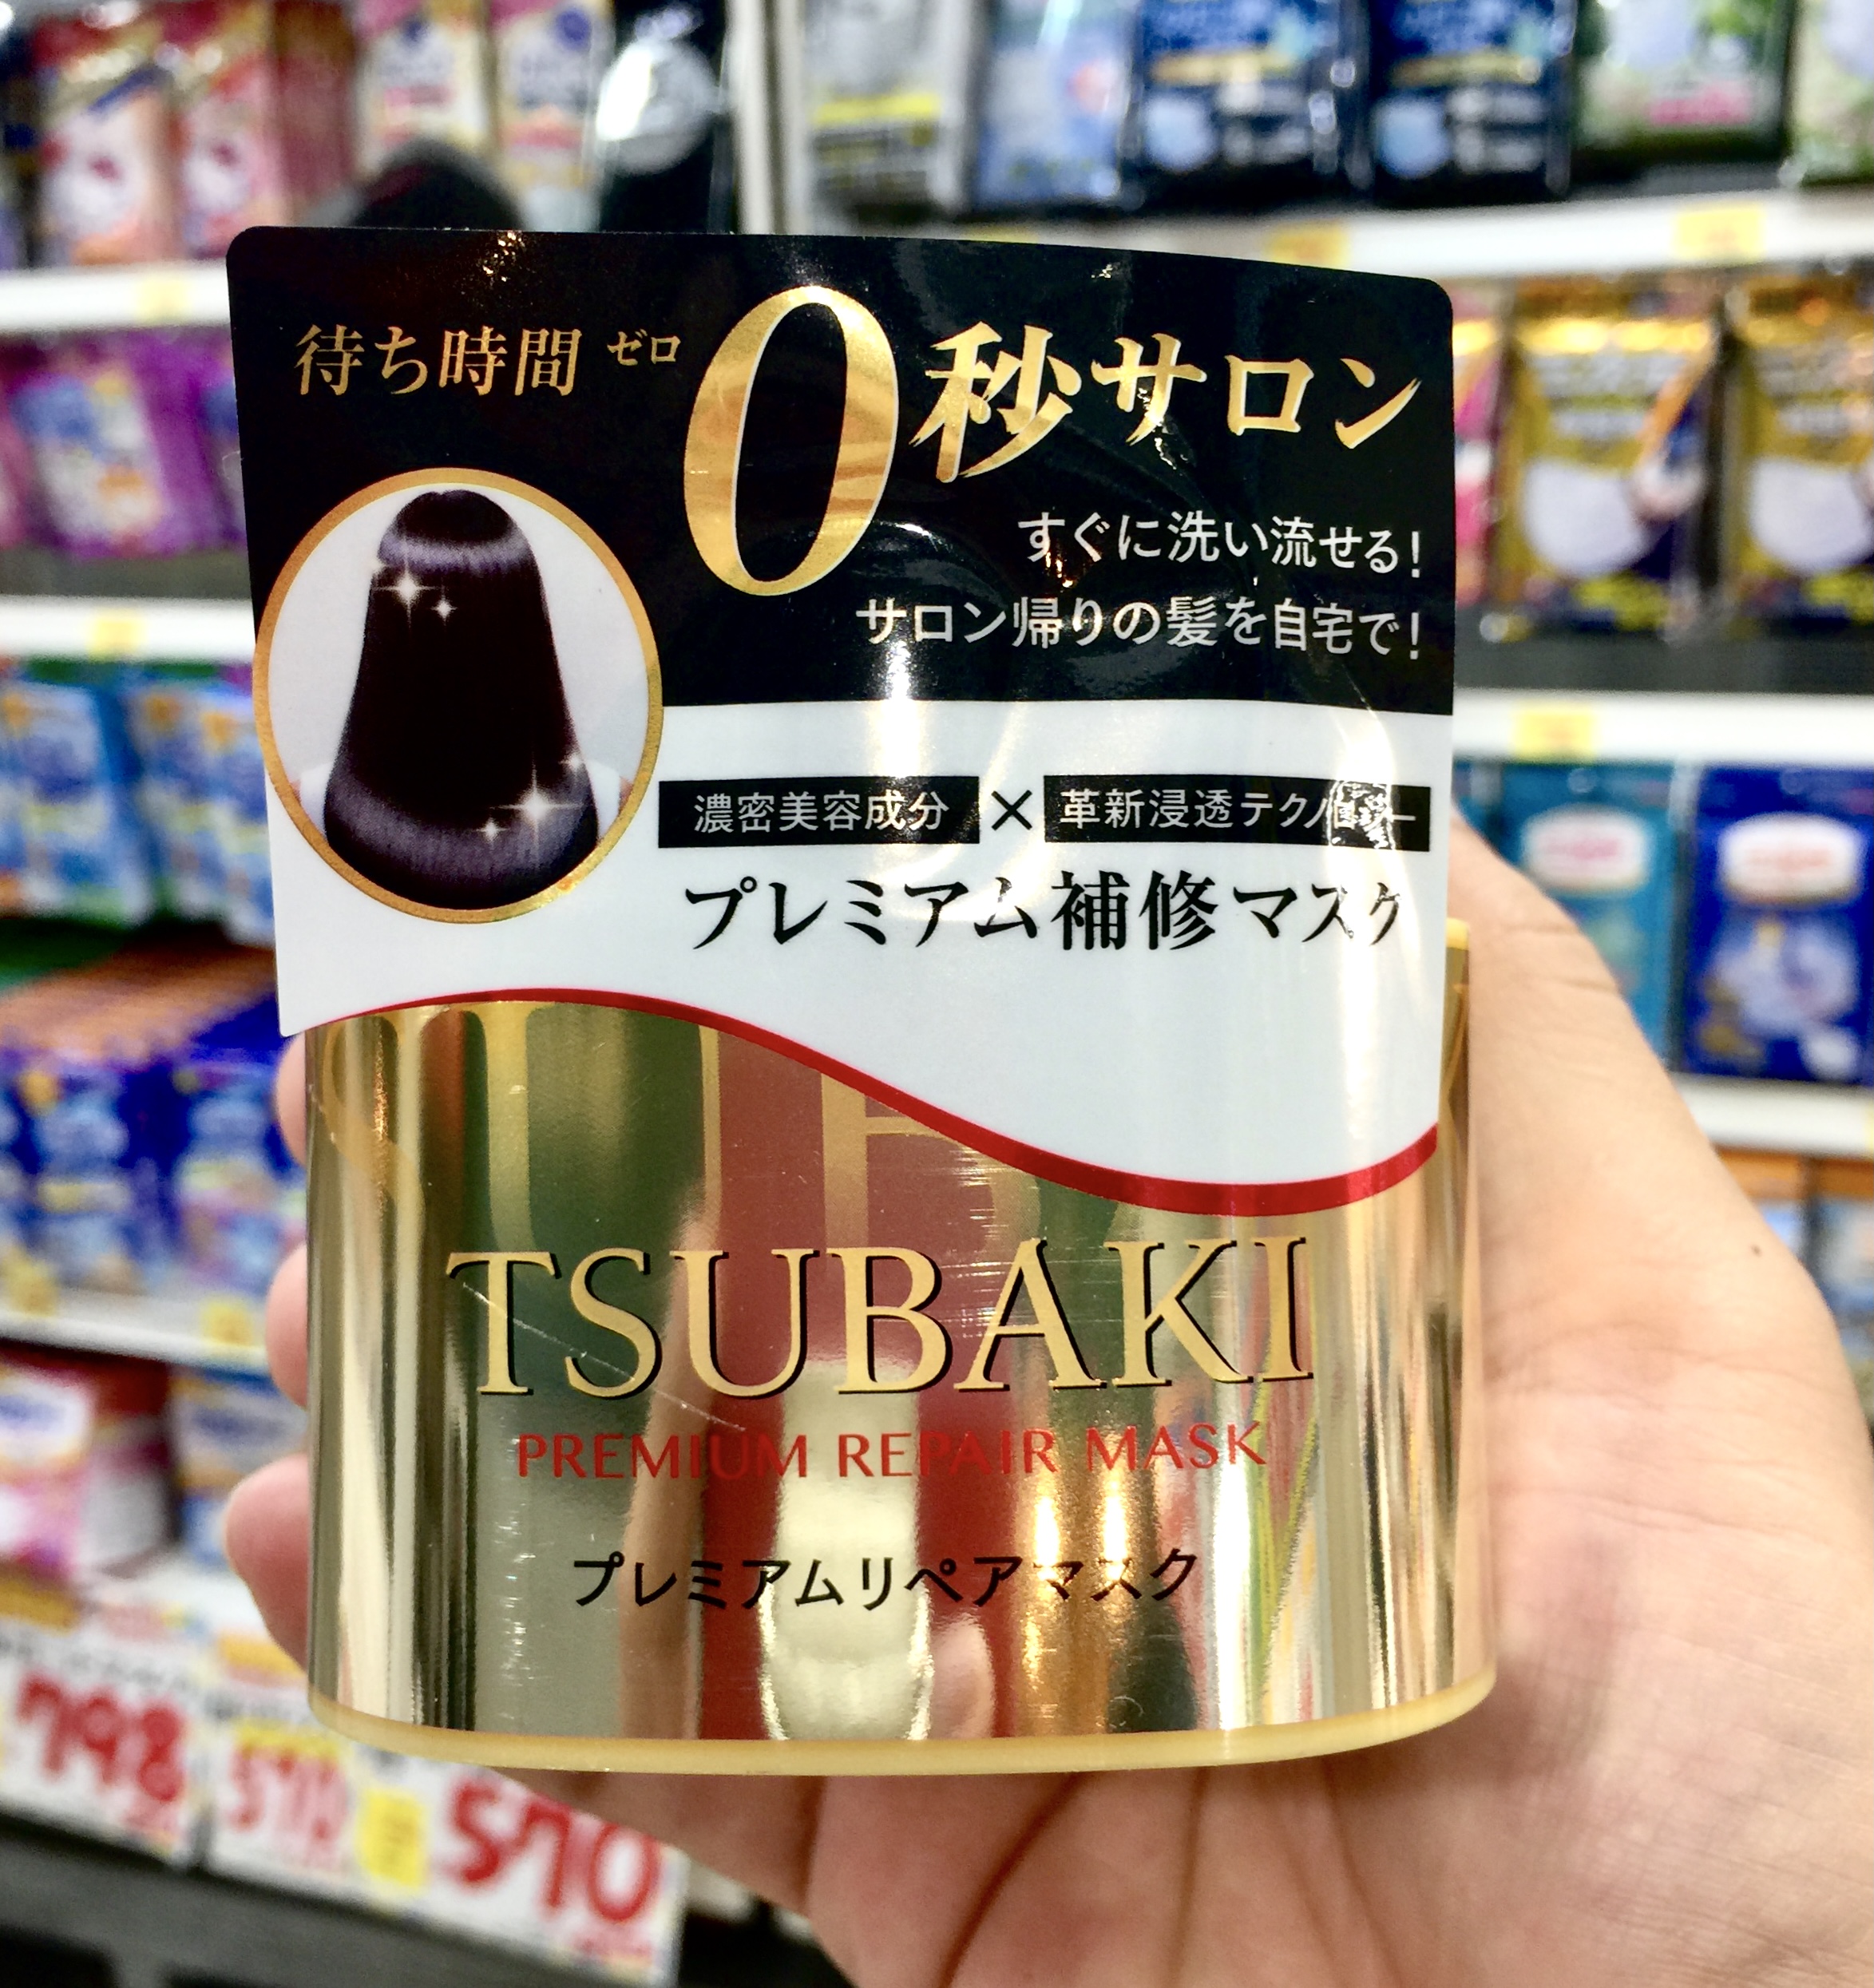 待ち時間 ゼロ 0秒サロン
すぐに洗い流せる!
サロン帰りの髪を自宅で!
濃密美容成分 × 革新浸透テクノロジー
プレミアム補修マスク
TSUBAKI
PREMIUM REPAIR MASK
プレミアムリペアマスク
798
570
570